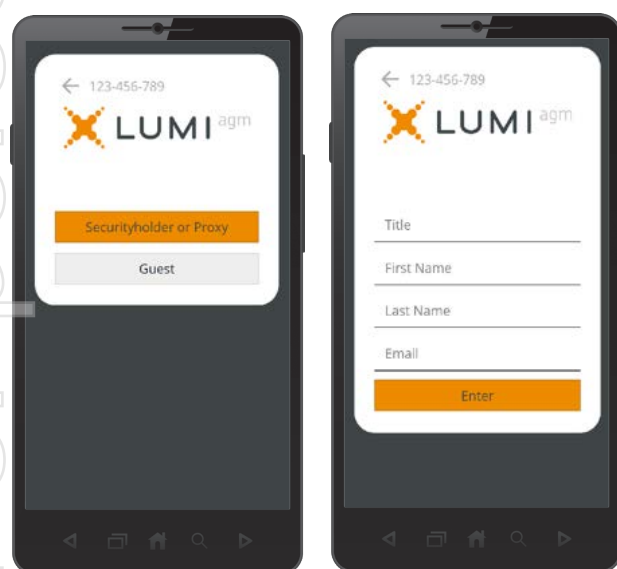 123-456-789
LUMI agm
Securityholder or Proxy
Guest
123-456-789
LUMI agm
Title
First Name
Last Name
Email
Enter